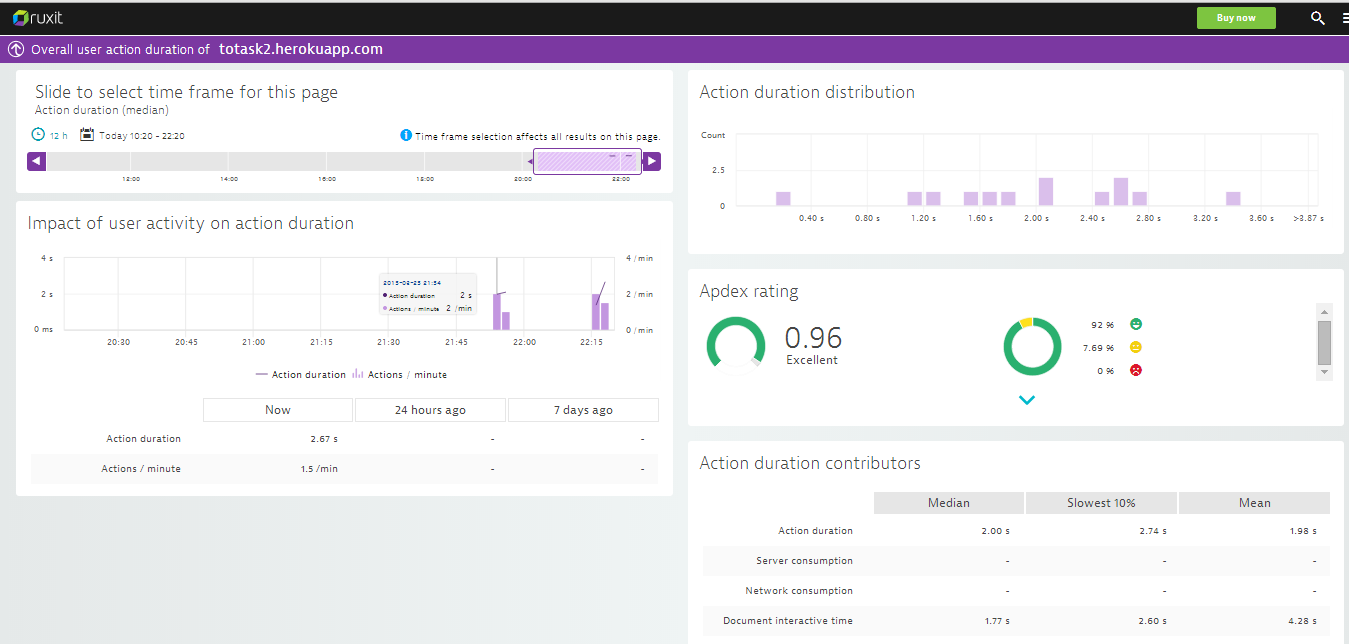 ruxit
Buy now
Overall user action duration of totask2.herokuapp.com
Slide to select time frame for this page
Action duration (median)
12 h Today 10:20 - 22:20
Time frame selection affects all results on this page.
12:00 14:00 16:00 18:00 20:00 22:00
Impact of user activity on action duration
4 s 4 / min
2 s 2 / min
0 ms 0 / min
2015-08-25 21:54
Action duration 2 s
Actions / minute 2 /min
20:30 20:45 21:00 21:15 21:30 21:45 22:00 22:15
Action duration Actions / minute
Now 24 hours ago 7 days ago
Action duration 2.67 s - -
Actions / minute 1.5 /min - -
Action duration distribution
Count
2.5
0
0.40 s 0.80 s 1.20 s 1.60 s 2.00 s 2.40 s 2.80 s 3.20 s 3.60 s >3.87 s
Apdex rating
0.96
Excellent
92 %
7.69 %
0 %
Action duration contributors
Median Slowest 10% Mean
Action duration 2.00 s 2.74 s 1.98 s
Server consumption - - -
Network consumption - - -
Document interactive time 1.77 s 2.60 s 4.28 s